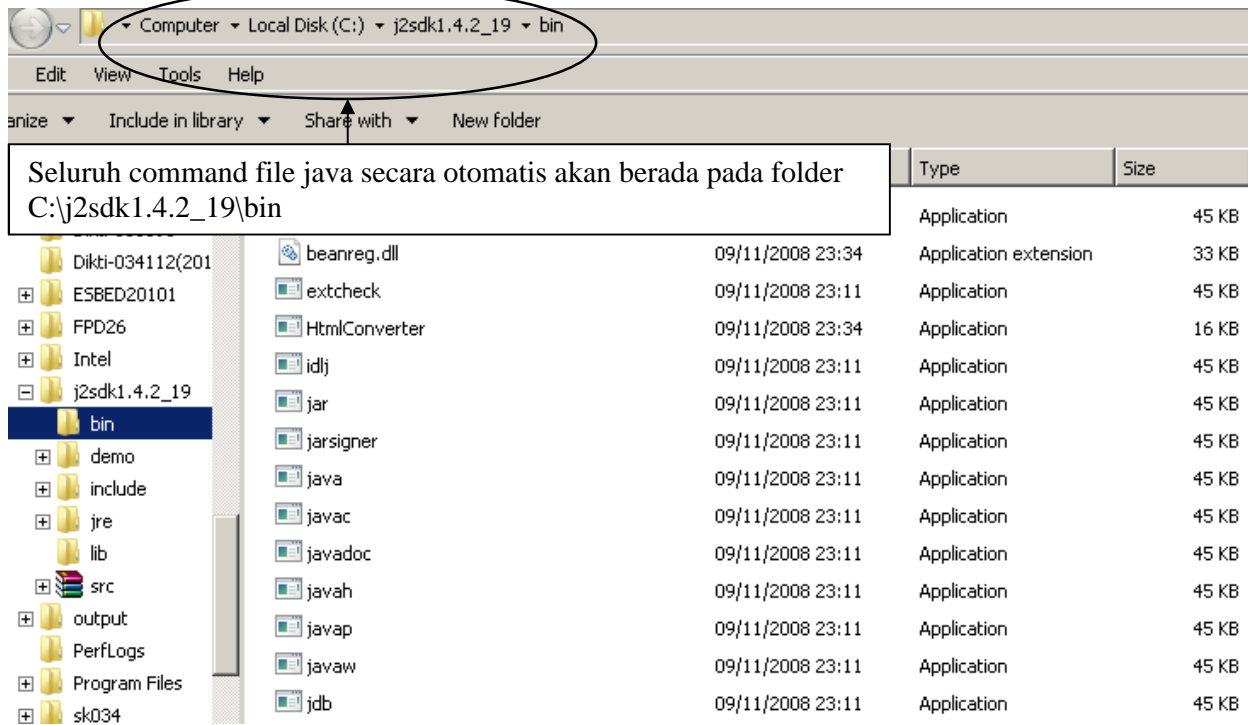 Computer Local Disk (C:) j2sdk1.4.2_19 bin
Edit View Tools Help
anize Include in library Share with New folder
Seluruh command file java secara otomatis akan berada pada folder
C:\j2sdk1.4.2_19\bin
Type Size
Application 45 KB
Dikti-034112(201 beanreg.dll 09/11/2008 23:34 Application extension 33 KB
ESBED20101 extcheck 09/11/2008 23:11 Application 45 KB
FPD26 HtmlConverter 09/11/2008 23:34 Application 16 KB
Intel idlj 09/11/2008 23:11 Application 45 KB
j2sdk1.4.2_19 jar 09/11/2008 23:11 Application 45 KB
bin jarsigner 09/11/2008 23:11 Application 45 KB
demo java 09/11/2008 23:11 Application 45 KB
include javac 09/11/2008 23:11 Application 45 KB
jre javadoc 09/11/2008 23:11 Application 45 KB
lib javah 09/11/2008 23:11 Application 45 KB
src javap 09/11/2008 23:11 Application 45 KB
output javaw 09/11/2008 23:11 Application 45 KB
PerfLogs jdb 09/11/2008 23:11 Application 45 KB
Program Files
sk034